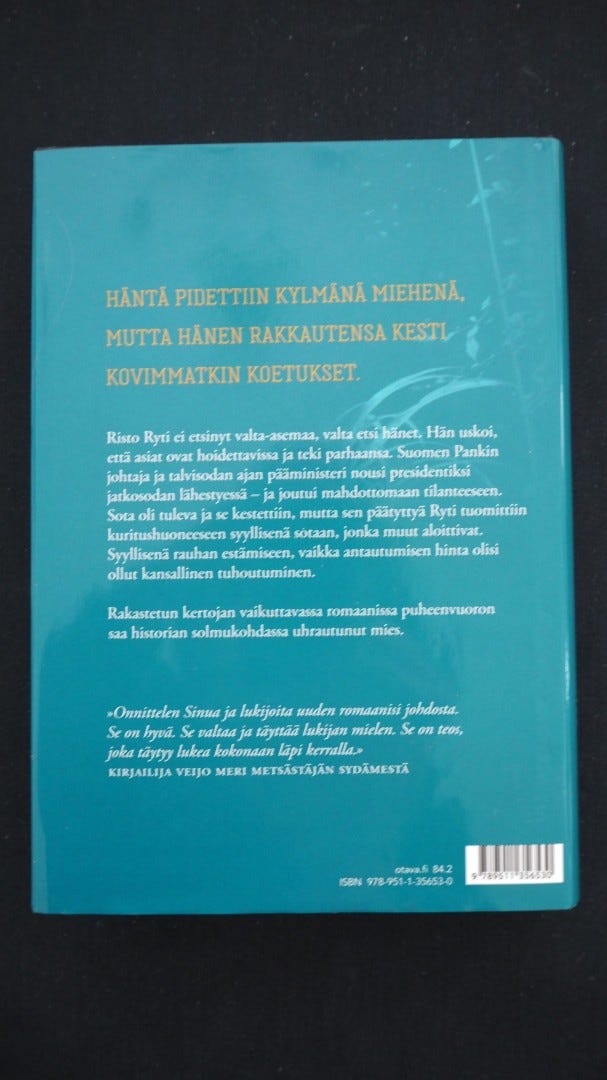 HÄNTÄ PIDETTIIN KYLMÄNÄ MIEHENÄ,
MUTTA HÄNEN RAKKAUTENSA KESTI
KOVIMMATKIN KOETUKSET.
Risto Ryti ei etsinyt valta-asemaa, valta etsi hänet. Hän uskoi,
että asiat ovat hoidettavissa ja teki parhaansa. Suomen Pankin
johtaja ja talvisodan ajan pääministeri nousi presidentiksi
jatkosodan lähestyessä – ja joutui mahdottomaan tilanteeseen.
Sota oli tuleva ja se kestettiin, mutta sen päätyttyä Ryti tuomittiin
kuritushuoneeseen syyllisenä sotaan, jonka muut aloittivat.
Syyllisenä rauhan estämiseen, vaikka antautumisen hinta olisi
ollut kansallinen tuhoutuminen.
Rakastetun kertojan vaikuttavassa romaanissa puheenvuoron
saa historian solmukohdassa uhrautunut mies.
»Onnittelen Sinua ja lukijoita uuden romaanisi johdosta.
Se on hyvä. Se valtaa ja täyttää lukijan mielen. Se on teos,
joka täytyy lukea kokonaan läpi kerralla.»
KIRJAILIJA VEIJO MERI METSÄSTÄJÄN SYDÄMESTÄ
otava.fi 84.2
ISBN 978-951-1-35653-0
9 789511 356530